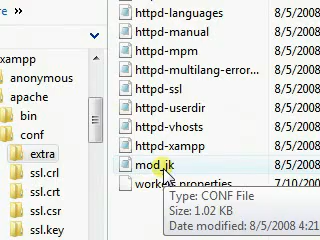 re »
xampp
anonymous
apache
bin
conf
extra
ssl.crl
ssl.crt
ssl.csr
ssl.key
httpd-languages 8/5/2008
httpd-manual 8/5/2008
httpd-mpm 8/5/2008
httpd-multilang-error... 8/5/2008
httpd-ssl 8/5/2008
httpd-userdir 8/5/2008
httpd-vhosts 8/5/2008
httpd-xampp 8/5/2008
mod_jk 8/5/2008
workers.properties 7/10/200
Type: CONF File
Size: 1.02 KB
Date modified: 8/5/2008 4:21